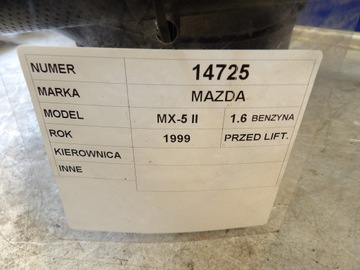 NUMER 14725
MARKA MAZDA
MODEL MX-5 II 1.6 BENZYNA
ROK 1999 PRZED LIFT.
KIEROWNICA
INNE